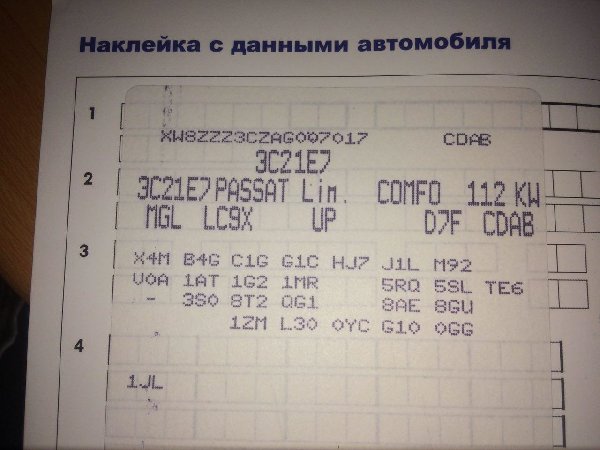 Наклейка с данными автомобиля
1
XW8ZZZ3CZAG007017 CDAB
3C21E7
2
3C21E7 PASSAT Lim. COMFO 112 KW
MGL LC9X UP D7F CDAB
3
X4M B4G C1G G1C HJ7 J1L M92
U0A 1AT 1G2 1MR 5RQ 5SL TE6
- 3S0 8T2 QG1 8AE 8GU
1ZM L30 0YC G10 0GG
4
1JL